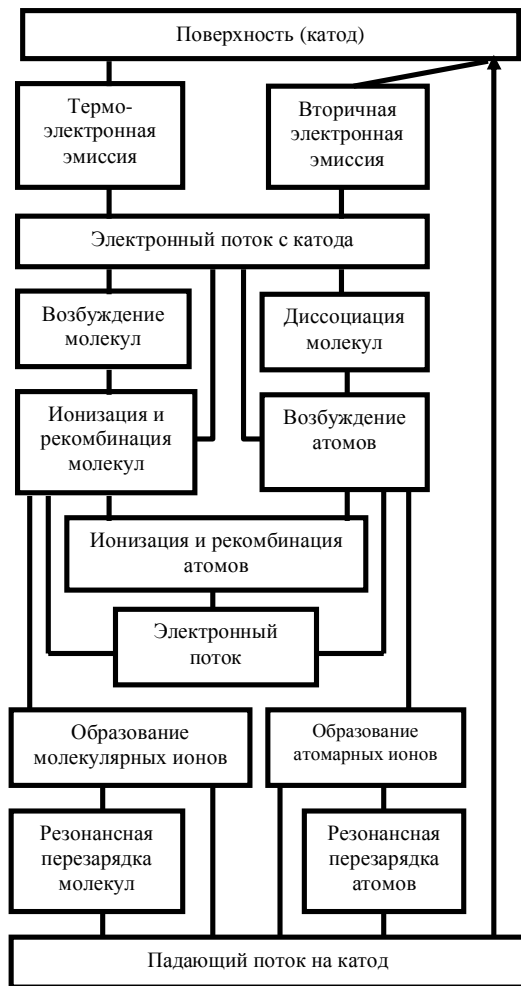 Поверхность (катод)
Термо-
электронная
эмиссия
Вторичная
электронная
эмиссия
Электронный поток с катода
Возбуждение
молекул
Диссоциация
молекул
Ионизация и
рекомбинация
молекул
Возбуждение
атомов
Ионизация и рекомбинация
атомов
Электронный
поток
Образование
молекулярных ионов
Образование
атомарных ионов
Резонансная
перезарядка
молекул
Резонансная
перезарядка
атомов
Падающий поток на катод